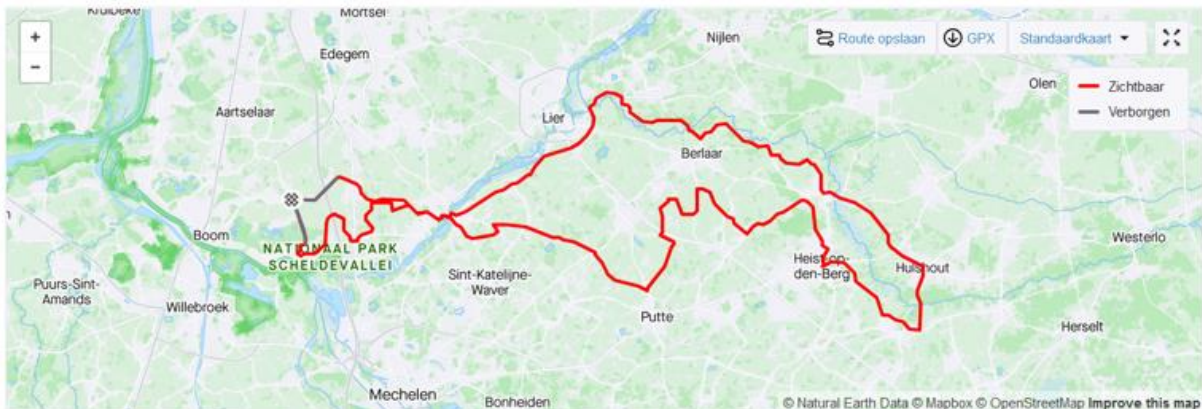 Kruibeke
Mortsel
+
−
Edegem
Nijlen
Route opslaan
GPX
Standaardkaart
Olen
Zichtbaar
Verborgen
Aartselaar
Lier
Berlaar
Boom
NATIONAAL PARK
SCHELDEVALLEI
Westerlo
Puurs-Sint-
Amands
Willebroek
Sint-Katelijne-
Waver
Heist-op-
den-Berg
Hulshout
Putte
Herselt
Mechelen
Bonheiden
© Natural Earth Data © Mapbox © OpenStreetMap Improve this map